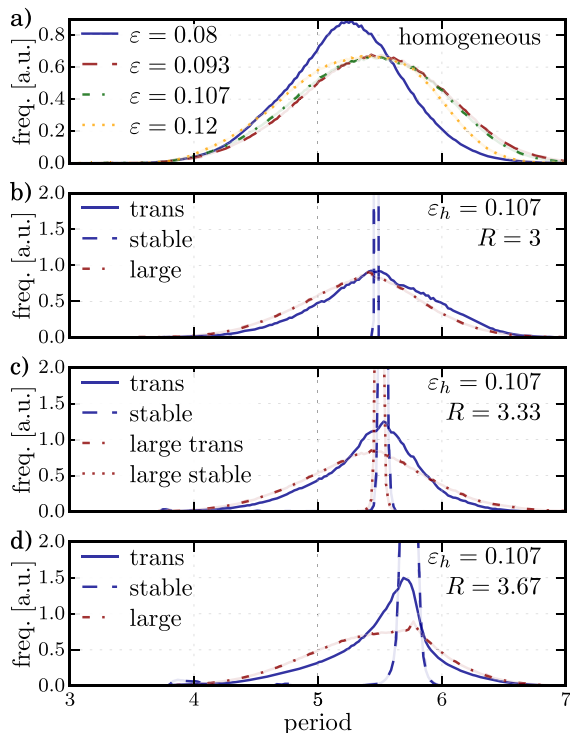 a)
freq. [a.u.]
0.8
0.6
0.4
0.2
0.0
ε = 0.08
ε = 0.093
ε = 0.107
ε = 0.12
homogeneous
b)
freq. [a.u.]
2.0
1.5
1.0
0.5
0.0
trans
stable
large
ε_h = 0.107
R = 3
c)
freq. [a.u.]
2.0
1.5
1.0
0.5
0.0
trans
stable
large trans
large stable
ε_h = 0.107
R = 3.33
d)
freq. [a.u.]
2.0
1.5
1.0
0.5
0.0
trans
stable
large
ε_h = 0.107
R = 3.67
3 4 5 6 7
period